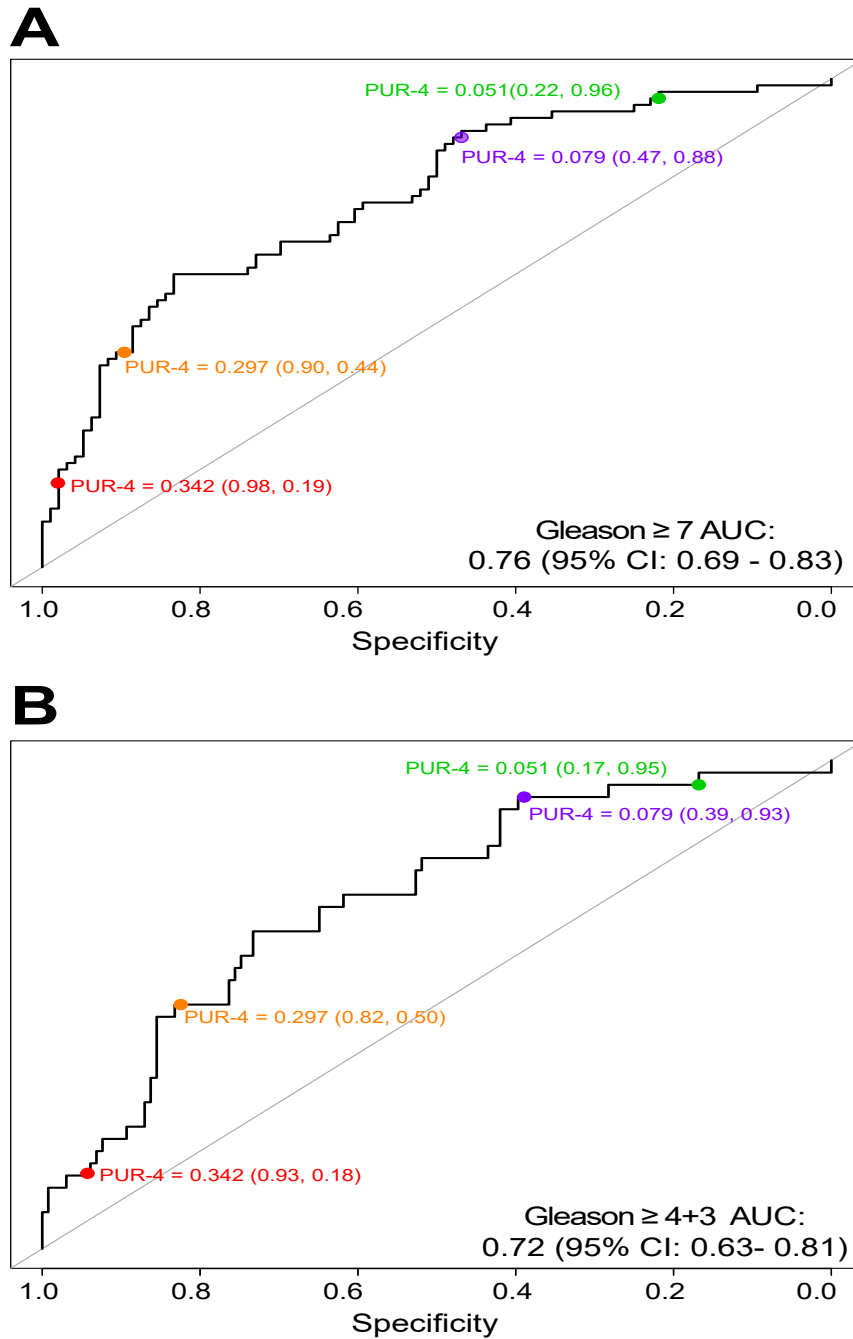 A
PUR-4 = 0.051(0.22, 0.96)
PUR-4 = 0.079 (0.47, 0.88)
PUR-4 = 0.297 (0.90, 0.44)
PUR-4 = 0.342 (0.98, 0.19)
Gleason ≥ 7 AUC:
0.76 (95% CI: 0.69 - 0.83)
1.0 0.8 0.6 0.4 0.2 0.0
Specificity
B
PUR-4 = 0.051 (0.17, 0.95)
PUR-4 = 0.079 (0.39, 0.93)
PUR-4 = 0.297 (0.82, 0.50)
PUR-4 = 0.342 (0.93, 0.18)
Gleason ≥ 4+3 AUC:
0.72 (95% CI: 0.63- 0.81)
1.0 0.8 0.6 0.4 0.2 0.0
Specificity